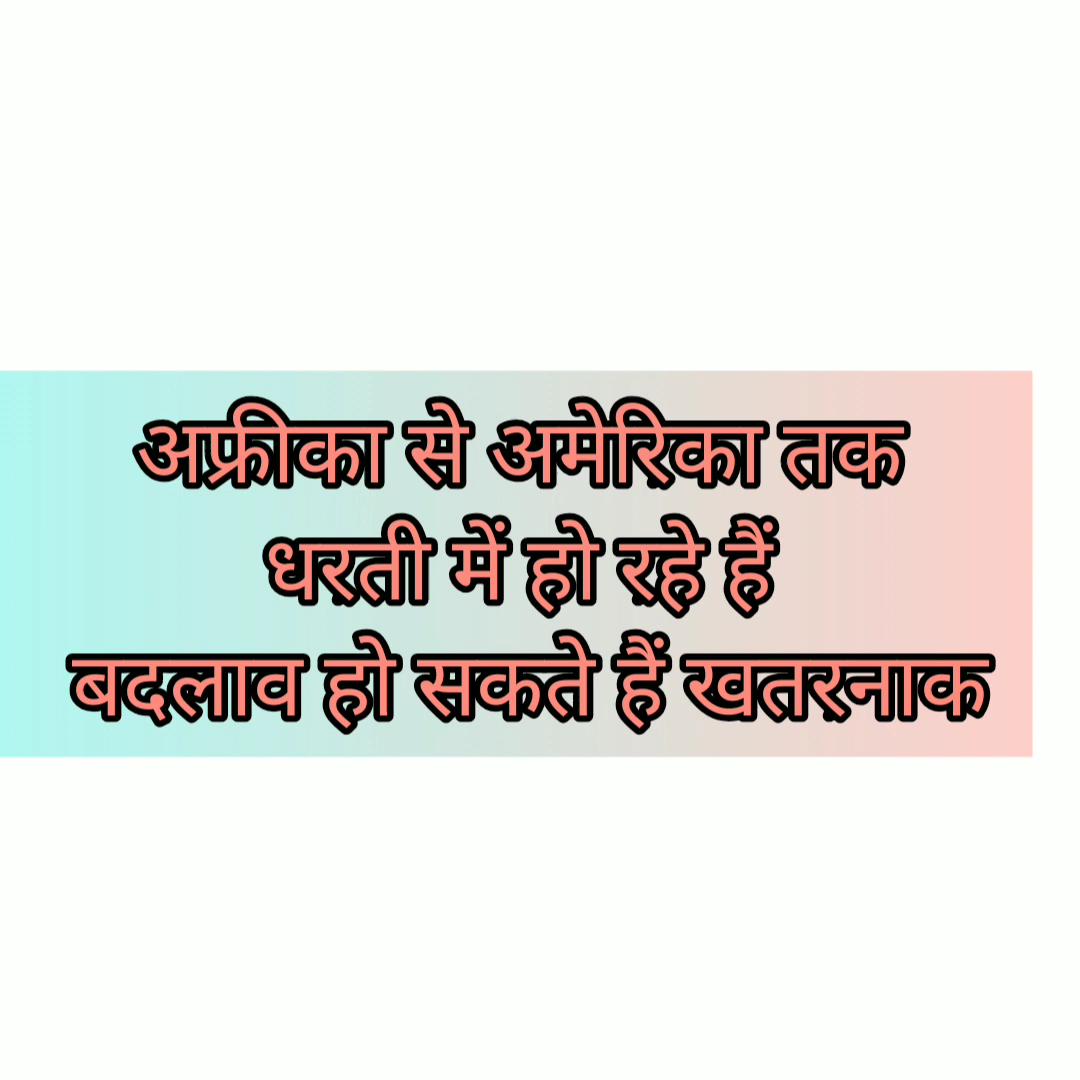 अफ्रीका से अमेरिका तक
धरती में हो रहे हैं
बदलाव हो सकते हैं खतरनाक